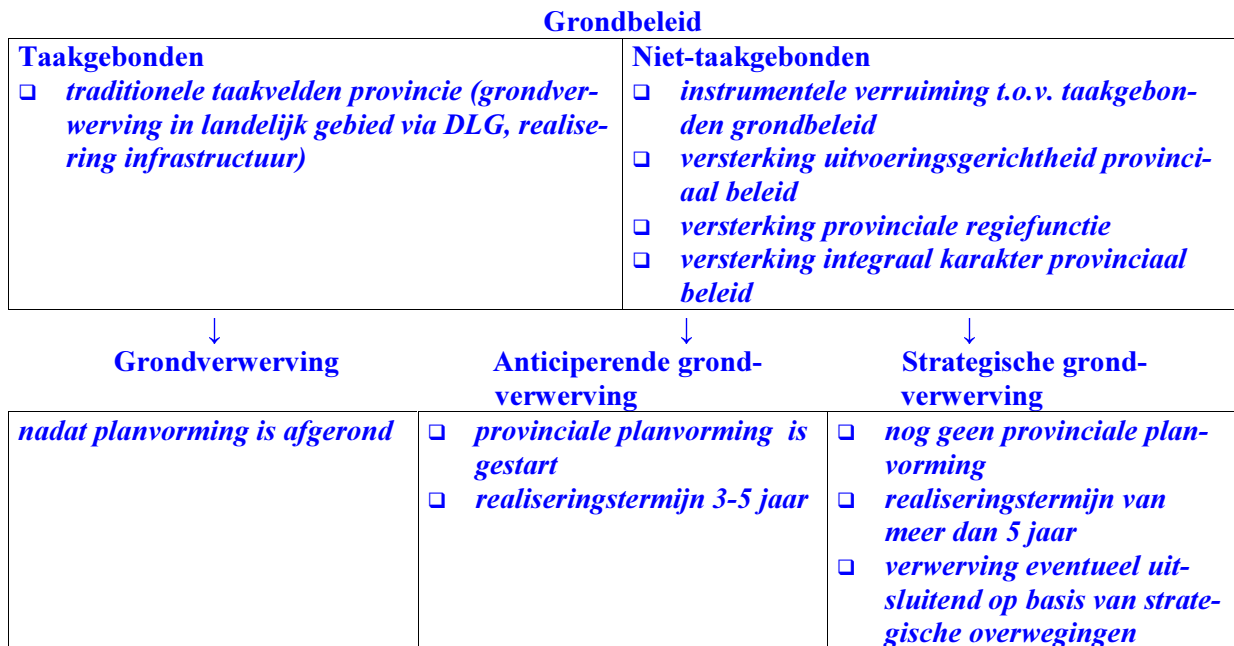 Grondbeleid
Taakgebonden
❑ traditionele taakvelden provincie (grondver-
werving in landelijk gebied via DLG, realise-
ring infrastructuur)
Niet-taakgebonden
❑ instrumentele verruiming t.o.v. taakgebon-
den grondbeleid
❑ versterking uitvoeringsgerichtheid provinci-
aal beleid
❑ versterking provinciale regiefunctie
❑ versterking integraal karakter provinciaal
beleid
↓ ↓ ↓
Grondverwerving
nadat planvorming is afgerond
Anticiperende grond-
verwerving
❑ provinciale planvorming is
gestart
❑ realiseringstermijn 3-5 jaar
Strategische grond-
verwerving
❑ nog geen provinciale plan-
vorming
❑ realiseringstermijn van
meer dan 5 jaar
❑ verwerving eventueel uit-
sluitend op basis van strate-
gische overwegingen